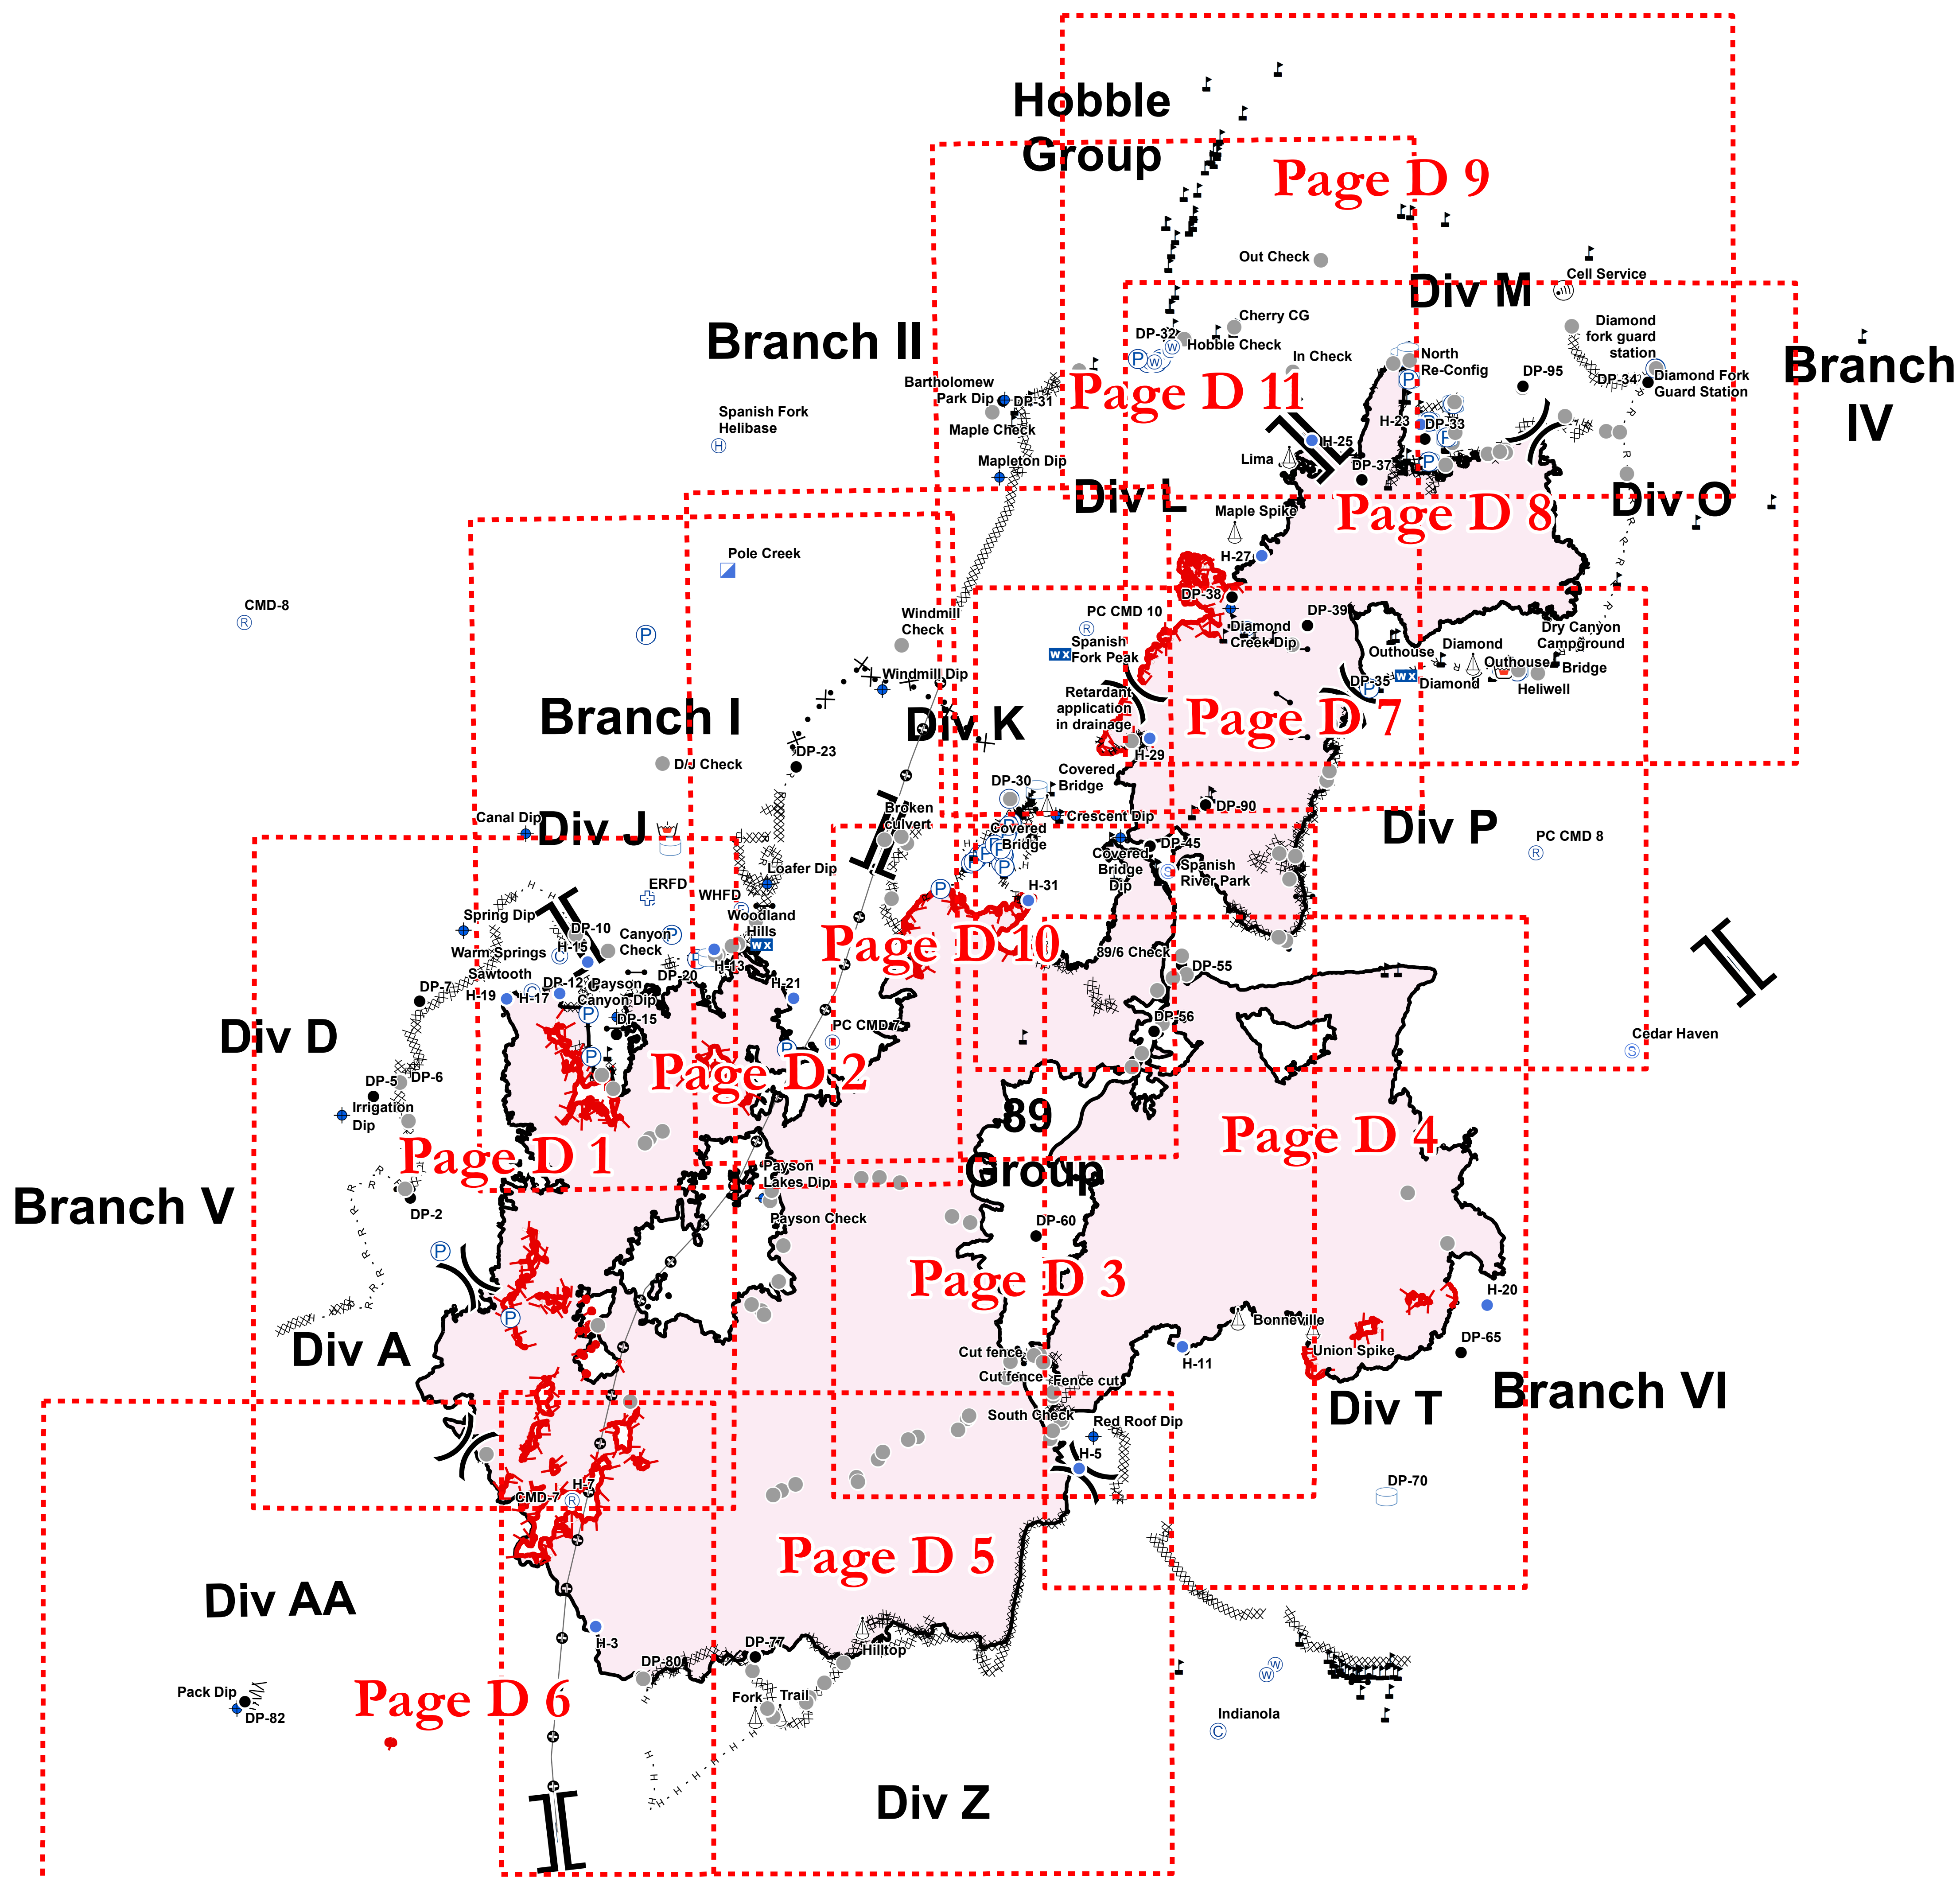 Hobble
Group
Page D 9
Out Check
Cell Service
Div M
Cherry CG
DP-32
Hobble Check
Diamond
fork guard
station
Branch II
In Check
North
Re-Config
DP-95
DP-34
Diamond Fork
Guard Station
Branch
IV
Bartholomew
Park Dip
DP-31
Maple Check
Page D 11
Spanish Fork
Helibase
H
H-23
DP-33
H-25
Lima
DP-37
Mapleton Dip
Div L
Maple Spike
Page D 8
Div O
Pole Creek
H-27
CMD-8
R
Windmill
Check
PC CMD 10
R
DP-38
DP-39
Diamond
Creek Dip
Dry Canyon
Campground
WX
Spanish
Fork Peak
Outhouse
Diamond
Outhouse
Bridge
Windmill Dip
DP-35
WX
Diamond
Heliwell
Retardant
application
in drainage
Branch I
Div K
Page D 7
H-29
DP-23
D/J Check
Covered
Bridge
DP-30
DP-90
Broken
culvert
Crescent Dip
Canal Dip
Div J
Covered
Bridge
DP-45
Div P
PC CMD 8
R
Covered
Bridge
Dip
S
Spanish
River Park
Loafer Dip
ERFD
WHFD
H-31
Spring Dip
DP-10
Woodland
Hills
WX
H-15
Canyon
Check
Warm Springs
C
Page D 10
89/6 Check
H-13
DP-55
Sawtooth
DP-20
DP-7
H-19
H-17
DP-12
Payson
Canyon Dip
H-21
DP-15
PC CMD 7
R
DP-56
Div D
Cedar Haven
S
Page D 2
DP-5
DP-6
Irrigation
Dip
89
Group
Page D 4
Page D 1
Payson
Lakes Dip
Branch V
DP-2
Payson Check
DP-60
P
Page D 3
H-20
Bonneville
Div A
DP-65
H-11
Union Spike
Cut fence
Cut fence
Fence cut
Branch VI
Div T
South Check
Red Roof Dip
H-5
H-7
CMD-7
R
DP-70
Page D 5
Div AA
H-3
DP-77
Hilltop
DP-80
Pack Dip
DP-82
Page D 6
Fork
Trail
W
W
Indianola
C
Div Z